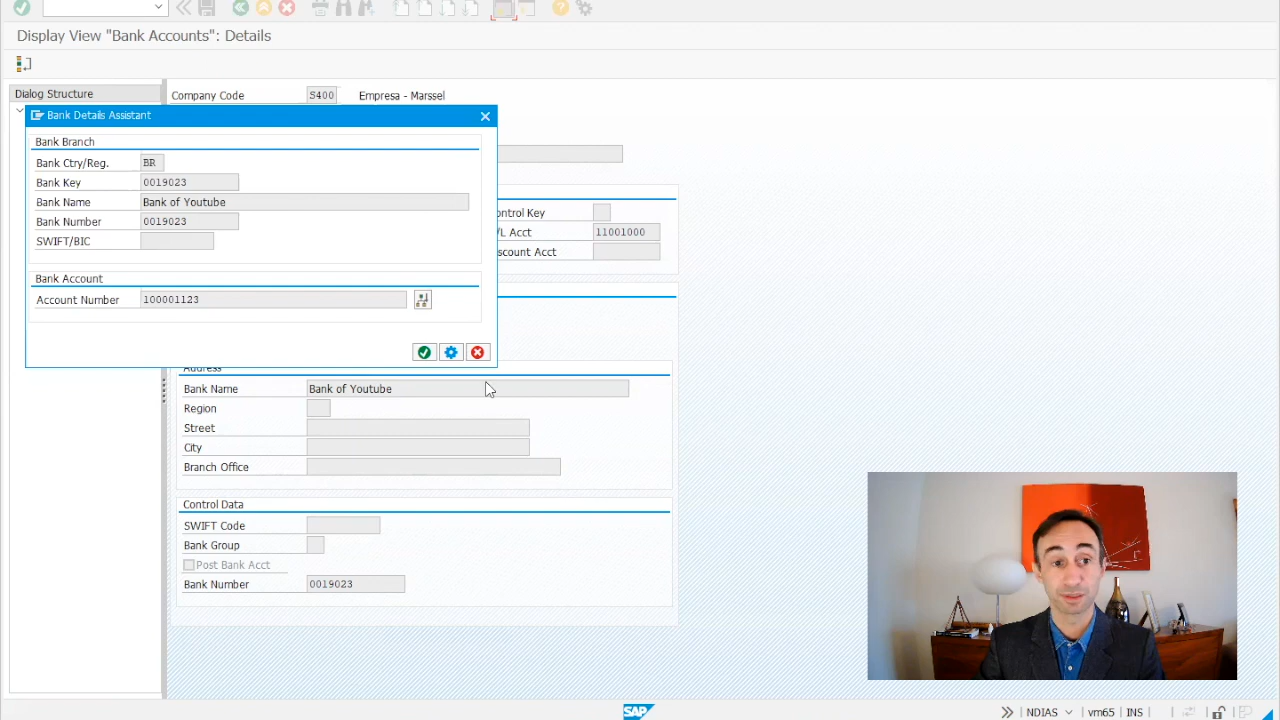 Display View "Bank Accounts": Details
Dialog Structure
Company Code S400 Empresa - Marssel
Bank Details Assistant
Bank Branch
Bank Ctry/Reg. BR
Bank Key 0019023
Bank Name Bank of Youtube
Bank Number 0019023
SWIFT/BIC
Bank Account
Account Number 100001123
ontrol Key
/L Acct 11001000
iscount Acct
Address
Bank Name Bank of Youtube
Region
Street
City
Branch Office
Control Data
SWIFT Code
Bank Group
Post Bank Acct
Bank Number 0019023
SAP
NDIAS vm65 INS